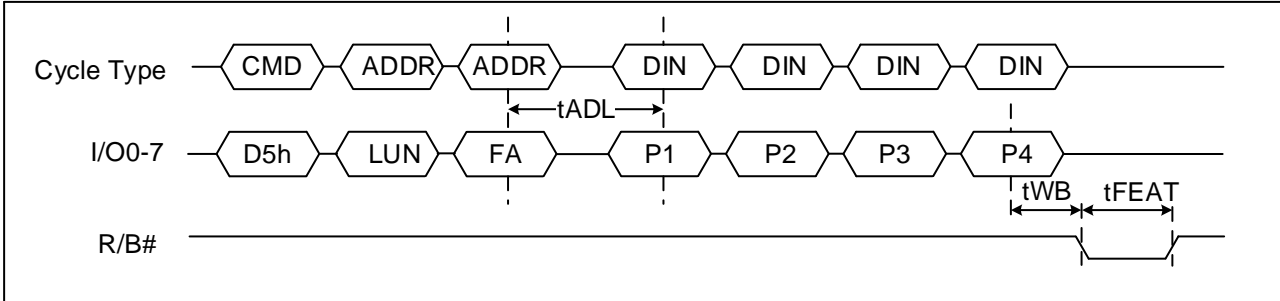 Cycle Type CMD ADDR ADDR DIN DIN DIN DIN
tADL
I/O0-7 D5h LUN FA P1 P2 P3 P4
tWB tFEAT
R/B#